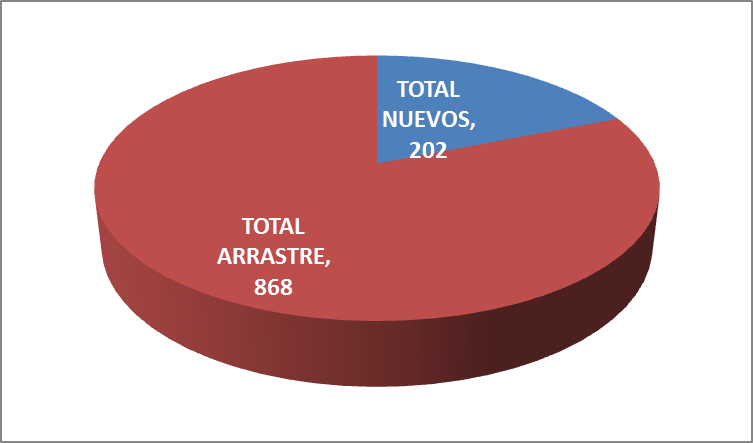 TOTAL
NUEVOS,
202
TOTAL
ARRASTRE,
868